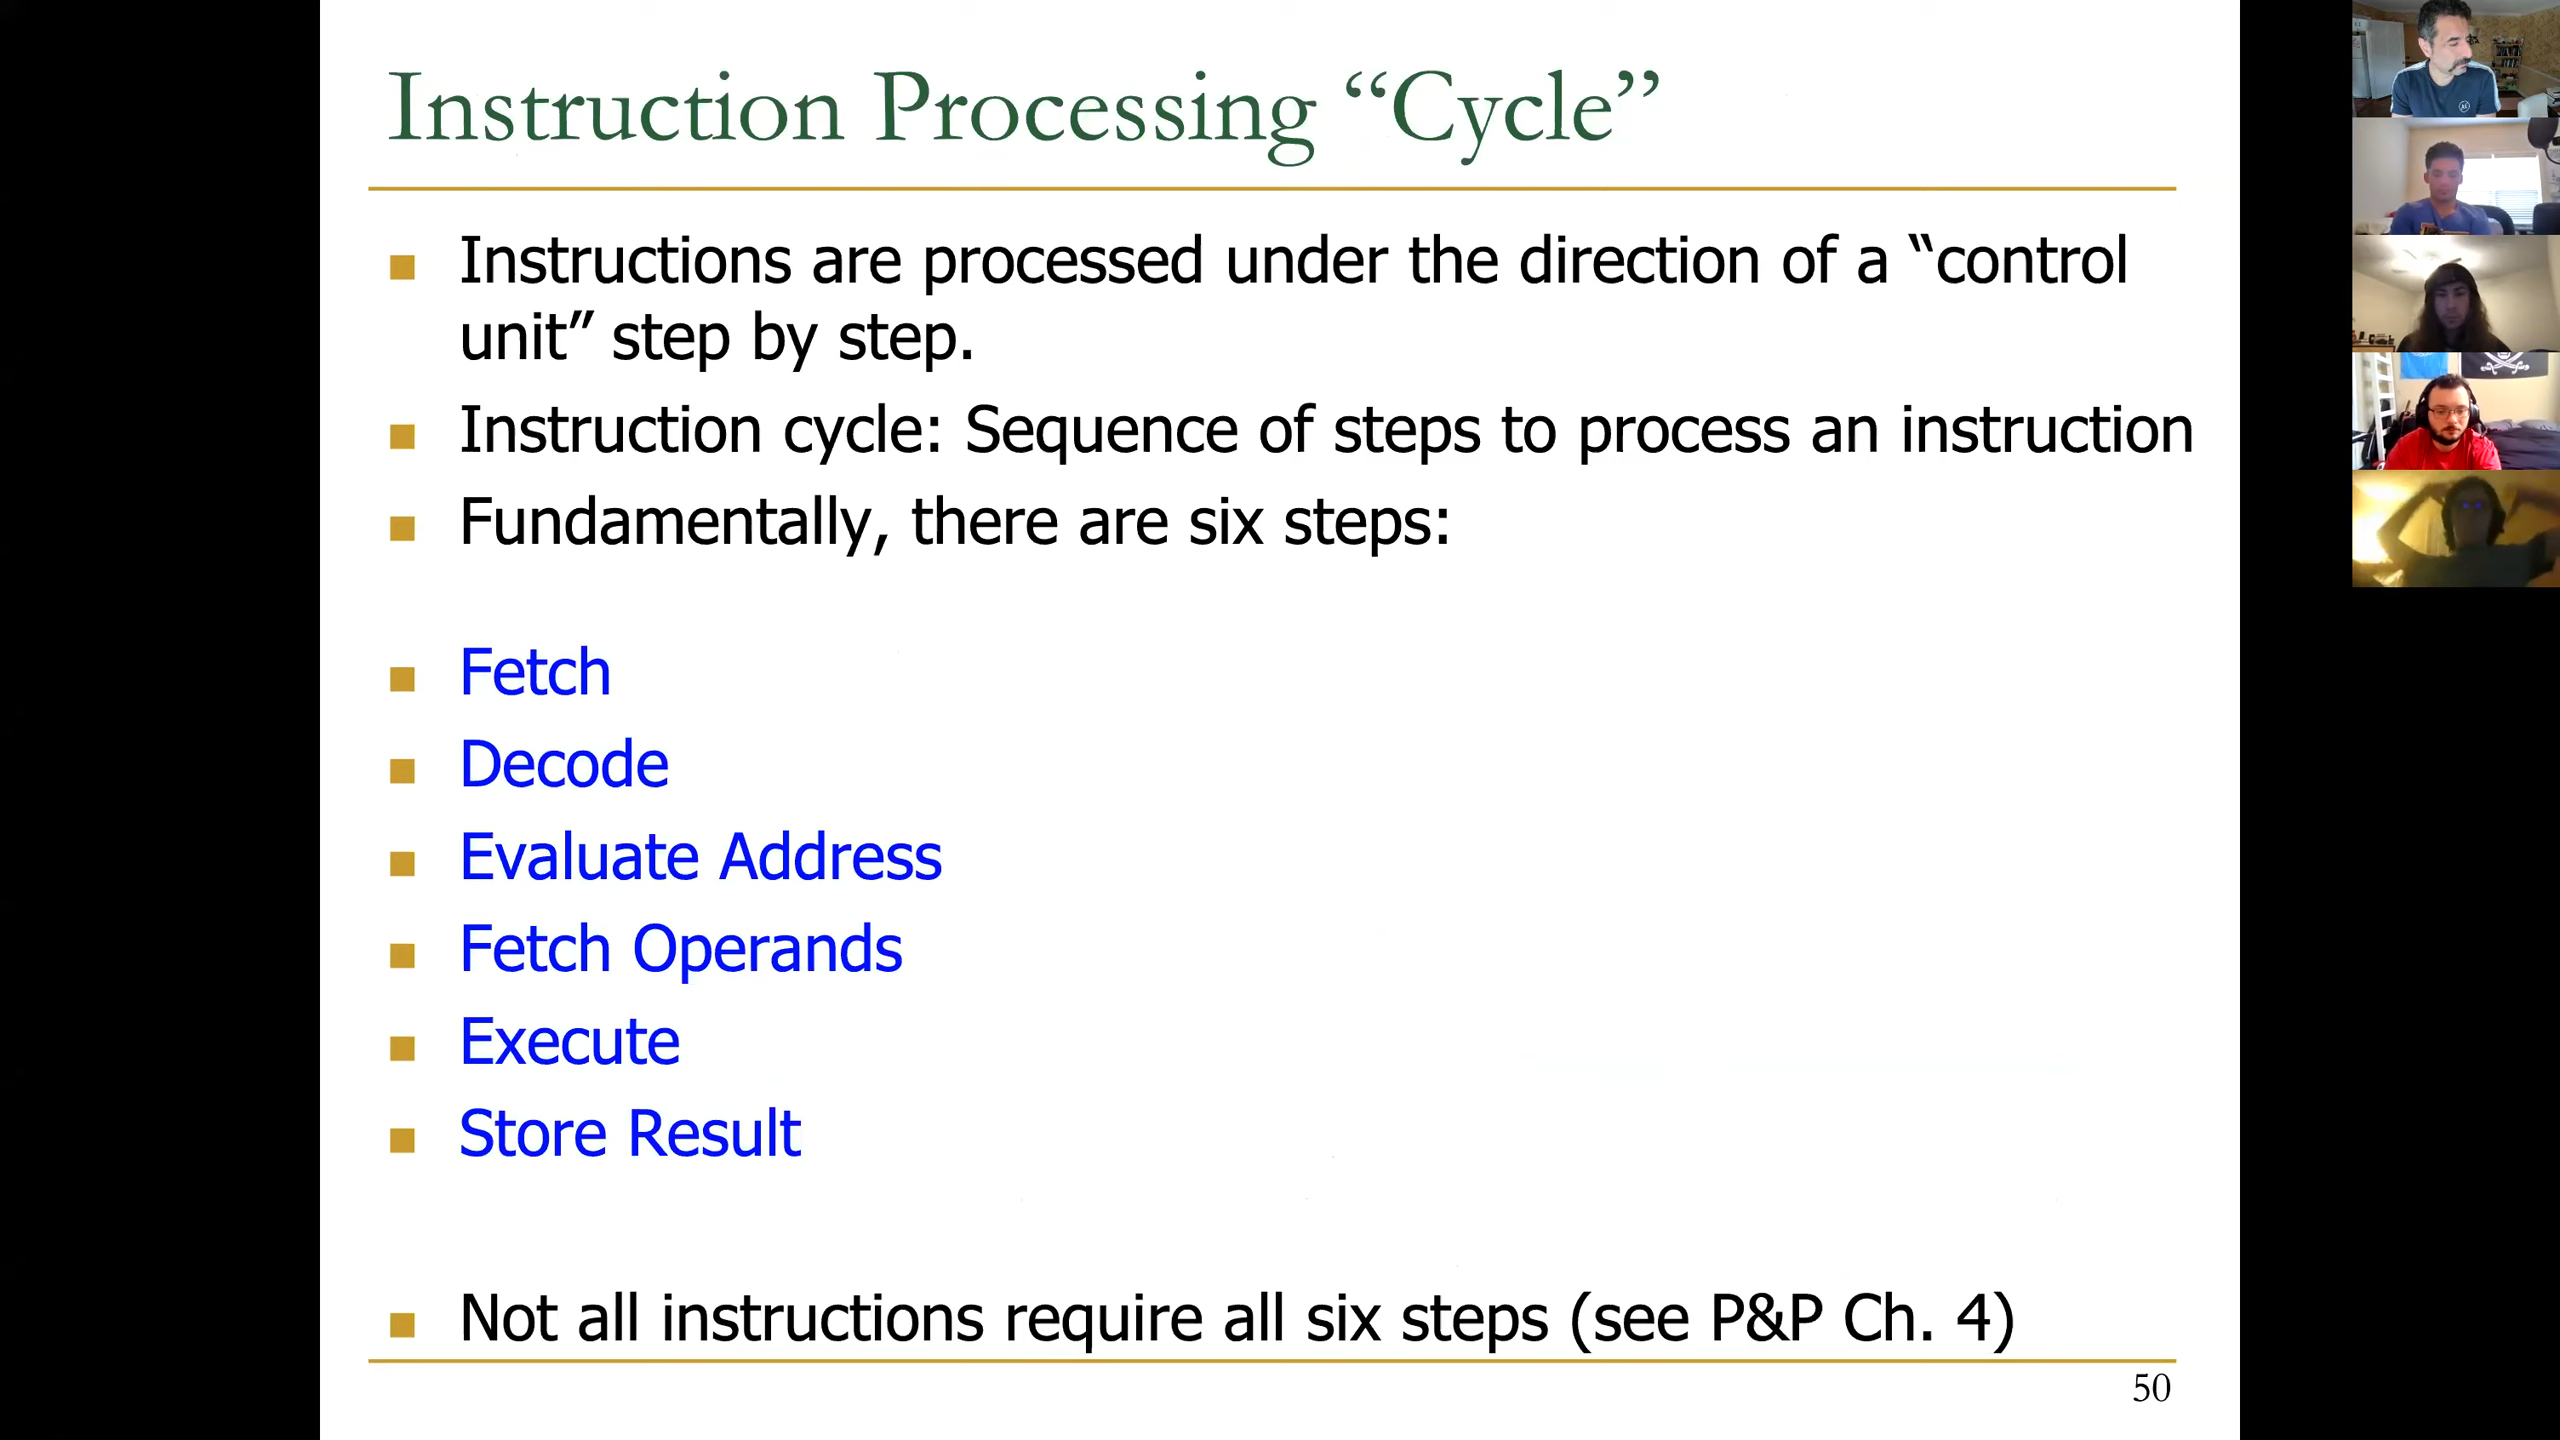 Instruction Processing “Cycle”
Instructions are processed under the direction of a “control
unit” step by step.
Instruction cycle: Sequence of steps to process an instruction
Fundamentally, there are six steps:
Fetch
Decode
Evaluate Address
Fetch Operands
Execute
Store Result
Not all instructions require all six steps (see P&P Ch. 4)
50